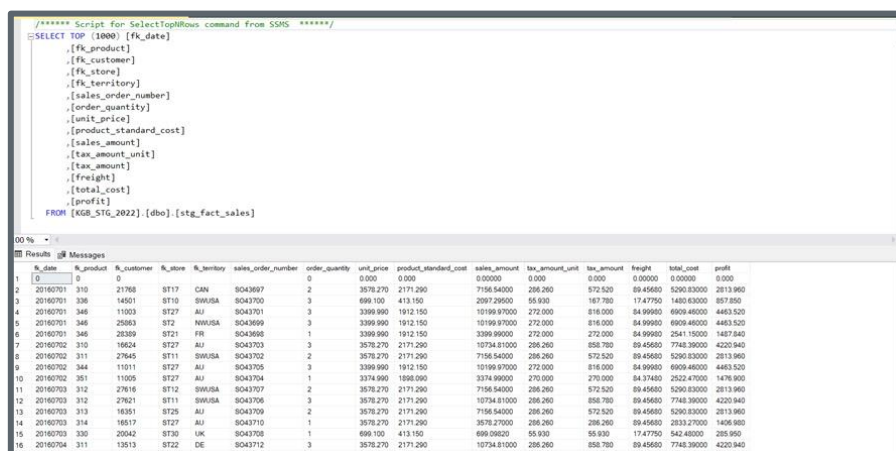 /****** Script for SelectTopNRows command from SSMS ******/
SELECT TOP (1000) [fk_date]
,[fk_product]
,[fk_customer]
,[fk_store]
,[fk_territory]
,[sales_order_number]
,[order_quantity]
,[unit_price]
,[product_standard_cost]
,[sales_amount]
,[tax_amount_unit]
,[tax_amount]
,[freight]
,[total_cost]
,[profit]
FROM [KGB_STG_2022].[dbo].[stg_fact_sales]
00 %
Results Messages
fk_date fk_product fk_customer fk_store fk_territory sales_order_number order_quantity unit_price product_standard_cost sales_amount tax_amount_unit tax_amount freight total_cost profit
1 0 0 0 0 0.000 0.000 0.00000 0.000 0.000 0.00000 0.00000 0.000
2 20160701 310 21768 ST17 CAN SO43697 2 3578.270 2171.290 7156.54000 286.260 572.520 89.45680 5290.83000 2813.960
3 20160701 336 14501 ST10 SWUSA SO43700 3 699.100 413.150 2097.29500 55.930 167.780 17.47750 1480.63000 857.850
4 20160701 346 11003 ST27 AU SO43701 3 3399.990 1912.150 10199.97000 272.000 816.000 84.99980 6909.46000 4463.520
5 20160701 346 25863 ST2 NWUSA SO43699 3 3399.990 1912.150 10199.97000 272.000 816.000 84.99980 6909.46000 4463.520
6 20160701 346 28389 ST21 FR SO43698 1 3399.990 1912.150 3399.99000 272.000 272.000 84.99980 2541.15000 1487.840
7 20160702 310 16624 ST27 AU SO43703 3 3578.270 2171.290 10734.81000 286.260 858.780 89.45680 7748.39000 4220.940
8 20160702 311 27645 ST11 SWUSA SO43702 2 3578.270 2171.290 7156.54000 286.260 572.520 89.45680 5290.83000 2813.960
9 20160702 344 11011 ST27 AU SO43705 3 3399.990 1912.150 10199.97000 272.000 816.000 84.99980 6909.46000 4463.520
10 20160702 351 11005 ST27 AU SO43704 1 3374.990 1898.090 3374.99000 270.000 270.000 84.37480 2522.47000 1476.900
11 20160703 312 27616 ST12 SWUSA SO43707 2 3578.270 2171.290 7156.54000 286.260 572.520 89.45680 5290.83000 2813.960
12 20160703 312 27621 ST11 SWUSA SO43706 3 3578.270 2171.290 10734.81000 286.260 858.780 89.45680 7748.39000 4220.940
13 20160703 313 16351 ST25 AU SO43709 2 3578.270 2171.290 7156.54000 286.260 572.520 89.45680 5290.83000 2813.960
14 20160703 314 16517 ST27 AU SO43710 1 3578.270 2171.290 3578.27000 286.260 286.260 89.45680 2833.27000 1406.980
15 20160703 330 20042 ST30 UK SO43708 1 699.100 413.150 699.09820 55.930 55.930 17.47750 542.48000 285.950
16 20160704 311 13513 ST22 DE SO43712 3 3578.270 2171.290 10734.81000 286.260 858.780 89.45680 7748.39000 4220.940